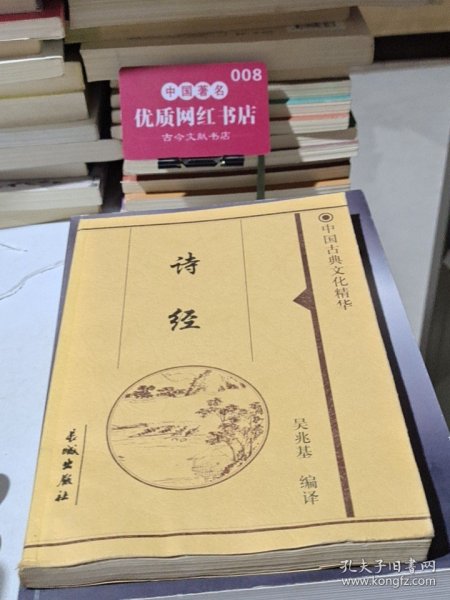 008
中国著名
优质网红书店
古今文献书店
中国古典文化精华
诗经
吴兆基 编译
长城出版社
孔夫子旧书网
www.kongfz.com